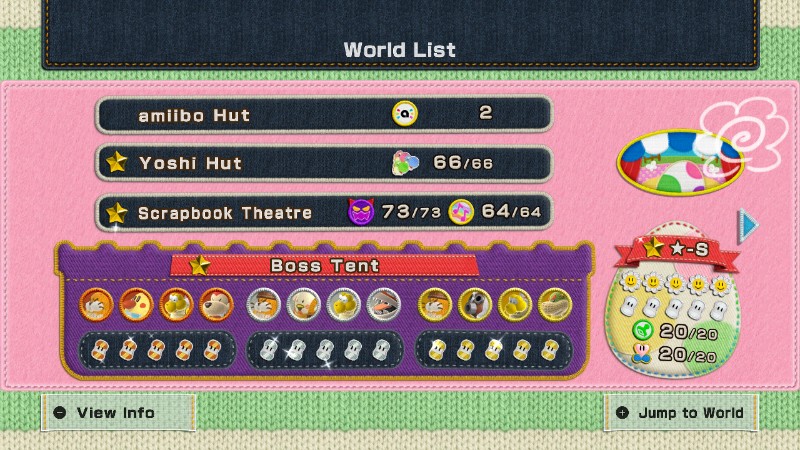 World List
amiibo Hut a 2
Yoshi Hut 66/66
Scrapbook Theatre 73/73 64/64
★-S
Boss Tent
20/20
20/20
View Info
Jump to World